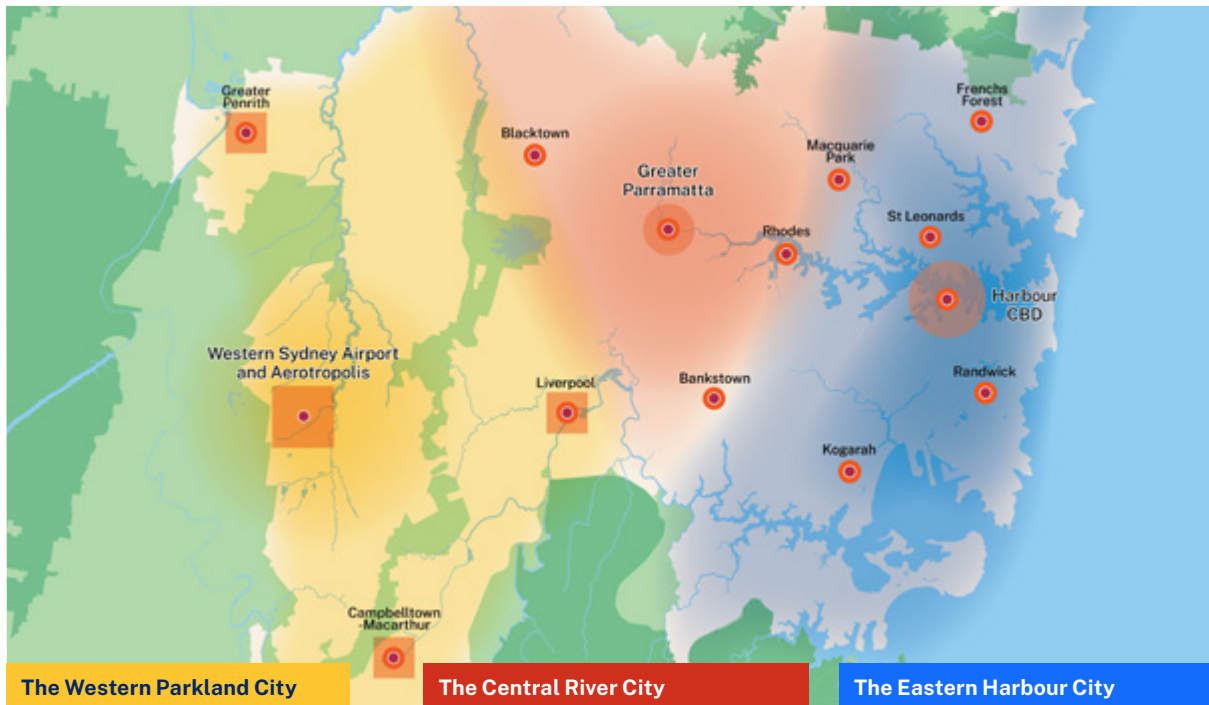 Greater
Penrith
Frenchs
Forest
Blacktown
Macquarie
Park
Greater
Parramatta
St Leonards
Rhodes
Harbour
CBD
Western Sydney Airport
and Aerotropolis
Liverpool
Bankstown
Randwick
Kogarah
Campbelltown
-Macarthur
The Western Parkland City
The Central River City
The Eastern Harbour City